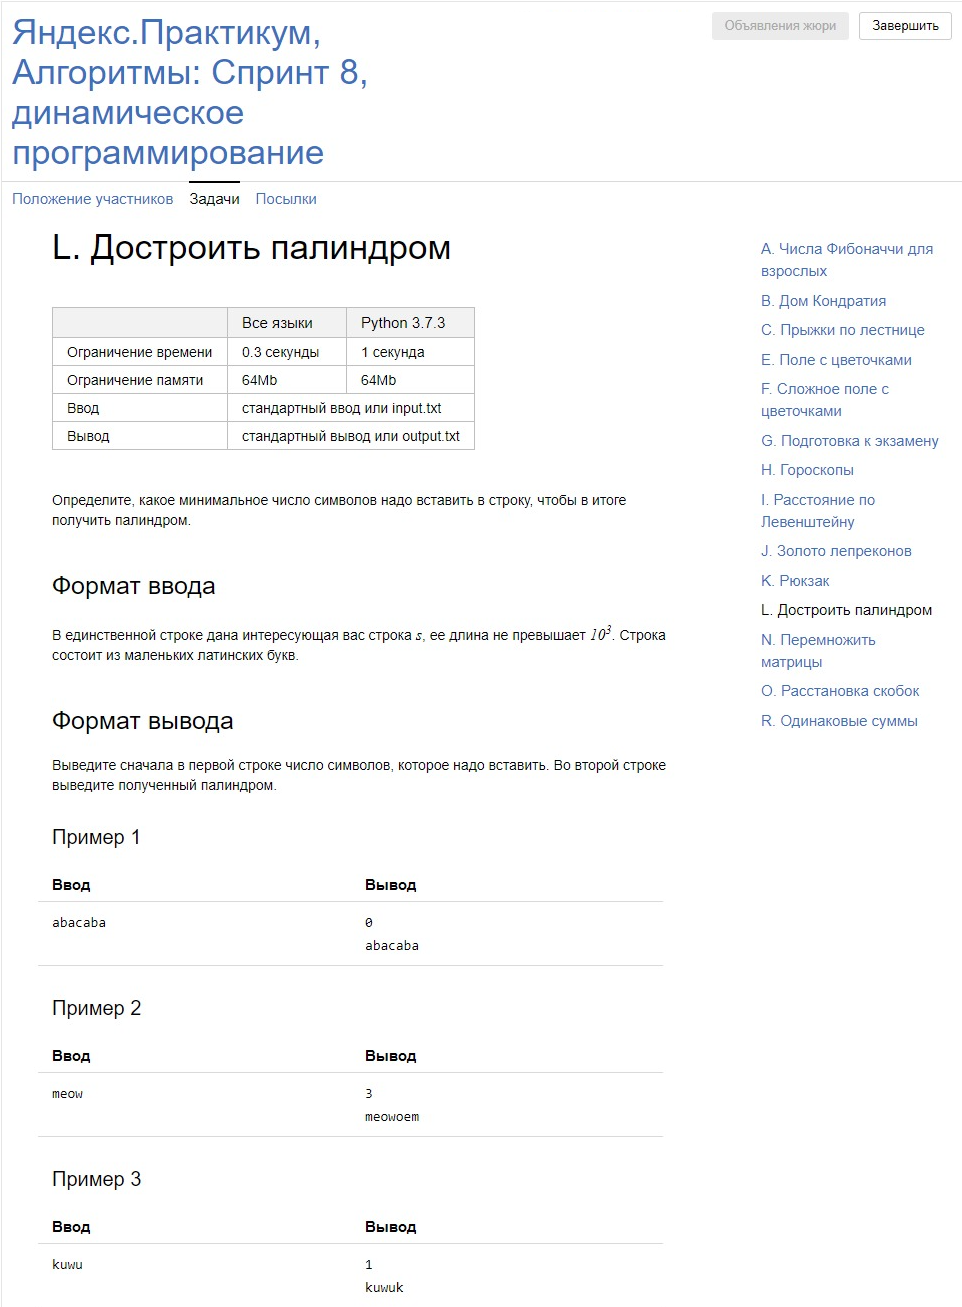 Яндекс.Практикум,
Алгоритмы: Спринт 8,
динамическое
программирование
Объявления жюри
Завершить
Положение участников Задачи Посылки
L. Достроить палиндром
Все языки Python 3.7.3
Ограничение времени 0.3 секунды 1 секунда
Ограничение памяти 64Mb 64Mb
Ввод стандартный ввод или input.txt
Вывод стандартный вывод или output.txt
Определите, какое минимальное число символов надо вставить в строку, чтобы в итоге
получить палиндром.
Формат ввода
В единственной строке дана интересующая вас строка s, ее длина не превышает 10³. Строка
состоит из маленьких латинских букв.
Формат вывода
Выведите сначала в первой строке число символов, которое надо вставить. Во второй строке
выведите полученный палиндром.
Пример 1
Ввод Вывод
abacaba 0
abacaba
Пример 2
Ввод Вывод
meow 3
meowoem
Пример 3
Ввод Вывод
kuwu 1
kuwuk
A. Числа Фибоначчи для
взрослых
B. Дом Кондратия
C. Прыжки по лестнице
E. Поле с цветочками
F. Сложное поле с
цветочками
G. Подготовка к экзамену
H. Гороскопы
I. Расстояние по
Левенштейну
J. Золото лепреконов
K. Рюкзак
L. Достроить палиндром
N. Перемножить
матрицы
O. Расстановка скобок
R. Одинаковые суммы